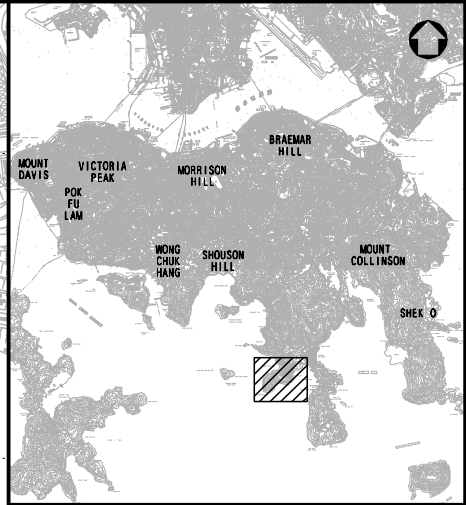 BRAEMAR
HILL
MOUNT
DAVIS
VICTORIA
PEAK
MORRISON
HILL
POK
FU
LAM
WONG
CHUK
HANG
SHOUSON
HILL
MOUNT
COLLINSON
SHEK O